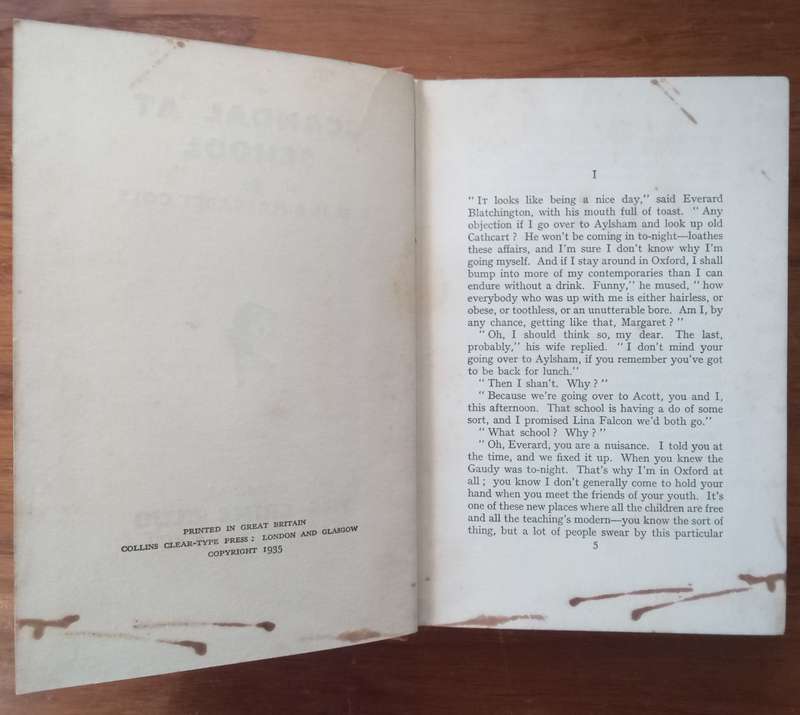 PRINTED IN GREAT BRITAIN
COLLINS CLEAR-TYPE PRESS : LONDON AND GLASGOW
COPYRIGHT 1935
I
" IT looks like being a nice day," said Everard
Blatchington, with his mouth full of toast. " Any
objection if I go over to Aylsham and look up old
Cathcart ? He won't be coming in to-night—loathes
these affairs, and I'm sure I don't know why I'm
going myself. And if I stay around in Oxford, I shall
bump into more of my contemporaries than I can
endure without a drink. Funny," he mused, " how
everybody who was up with me is either hairless, or
obese, or toothless, or an unutterable bore. Am I, by
any chance, getting like that, Margaret ? "
" Oh, I should think so, my dear. The last,
probably," his wife replied. " I don't mind your
going over to Aylsham, if you remember you've got
to be back for lunch."
" Then I shan't. Why ? "
" Because we're going over to Acott, you and I,
this afternoon. That school is having a do of some
sort, and I promised Lina Falcon we'd both go."
" What school ? Why ? "
" Oh, Everard, you are a nuisance. I told you at
the time, and we fixed it up. When you knew the
Gaudy was to-night. That's why I'm in Oxford at
all ; you know I don't generally come to hold your
hand when you meet the friends of your youth. It's
one of these new places where all the children are free
and all the teaching's modern—you know the sort of
thing, but a lot of people swear by this particular
5